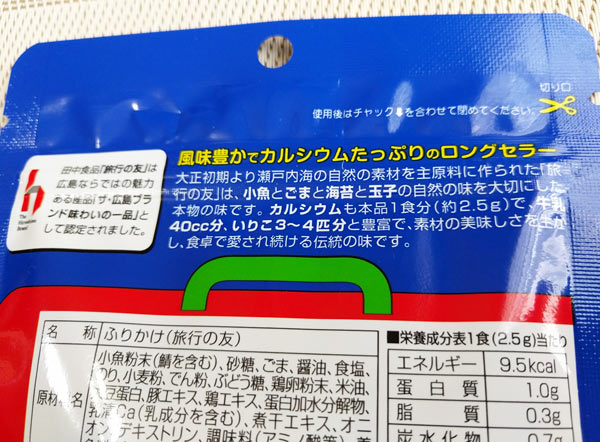 切り口
使用後はチャック⬇を合わせて閉めてください。
風味豊かでカルシウムたっぷりのロングセラー
大正初期より瀬戸内海の自然の素材を主原料に作られた「旅
行の友」は、小魚とごまと海苔と玉子の自然の味を大切にした
本物の味です。カルシウムも本品1食分(約2.5g)で、牛乳
40cc分、いりこ3〜4匹分と豊富で、素材の美味しさを生か
し、食卓で愛され続ける伝統の味です。
田中食品「旅行の友」は
広島ならではの魅力
ある産品「ザ・広島ブラ
ンド味わいの一品」と
して認定されました。
The
Hiroshima
Brand
名 称 ふりかけ(旅行の友)
原材料名
小魚粉末(鯖を含む)、砂糖、ごま、醤油、食塩、
のり、小麦粉、でん粉、ぶどう糖、鶏卵粉末、米油、
大豆蛋白、豚エキス、鶏エキス、蛋白加水分解物、
乳清Ca(乳成分を含む)、煮干エキス、オニ
オン、デキストリン、調味料(アミノ酸等)、
■栄養成分表1食(2.5g)当たり
エネルギー 9.5kcal
蛋白質 1.0g
脂質 0.3g
炭水化物 7g